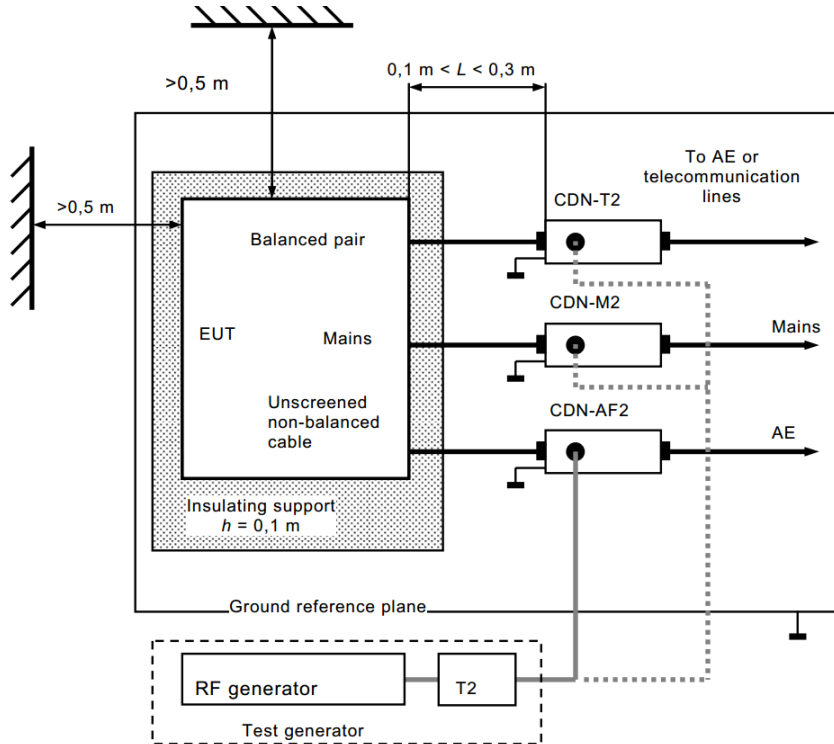 >0,5 m
0,1 m < L < 0,3 m
>0,5 m
To AE or
telecommunication
lines
CDN-T2
Balanced pair
CDN-M2
EUT
Mains
Mains
Unscreened
non-balanced
cable
CDN-AF2
AE
Insulating support
h = 0,1 m
Ground reference plane
RF generator
T2
Test generator